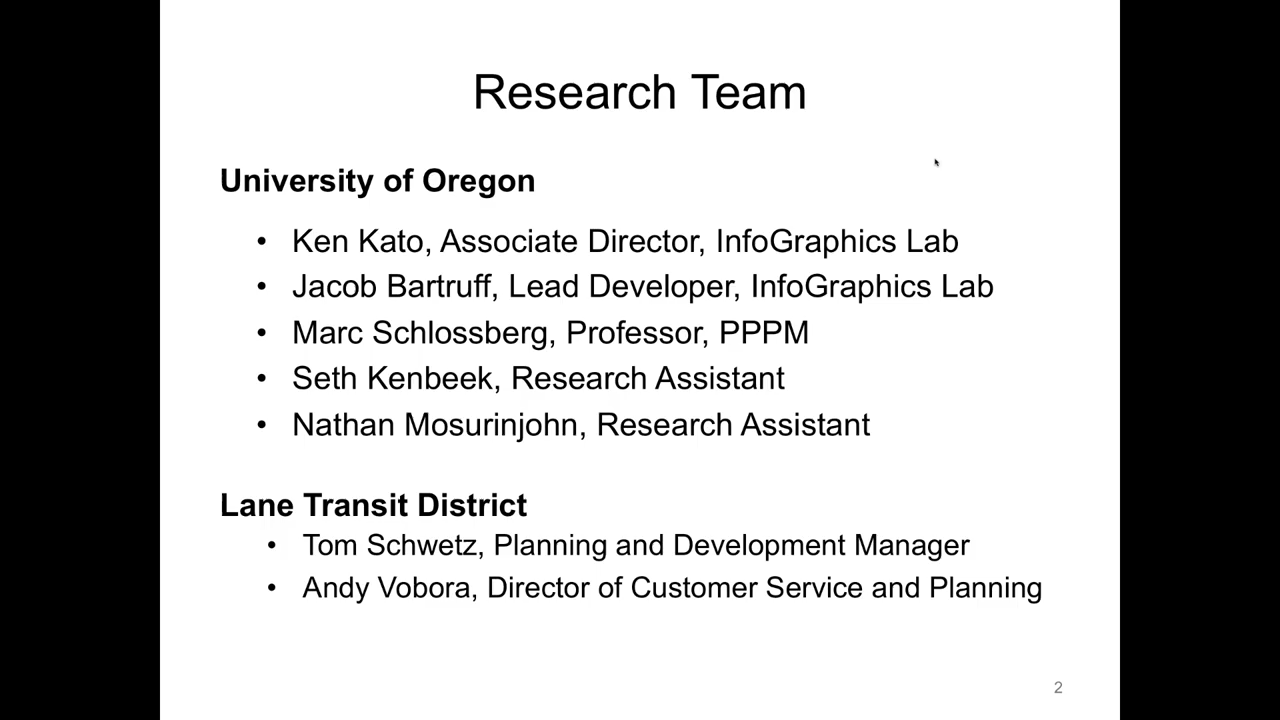 Research Team
University of Oregon
• Ken Kato, Associate Director, InfoGraphics Lab
• Jacob Bartruff, Lead Developer, InfoGraphics Lab
• Marc Schlossberg, Professor, PPPM
• Seth Kenbeek, Research Assistant
• Nathan Mosurinjohn, Research Assistant
Lane Transit District
• Tom Schwetz, Planning and Development Manager
• Andy Vobora, Director of Customer Service and Planning
2